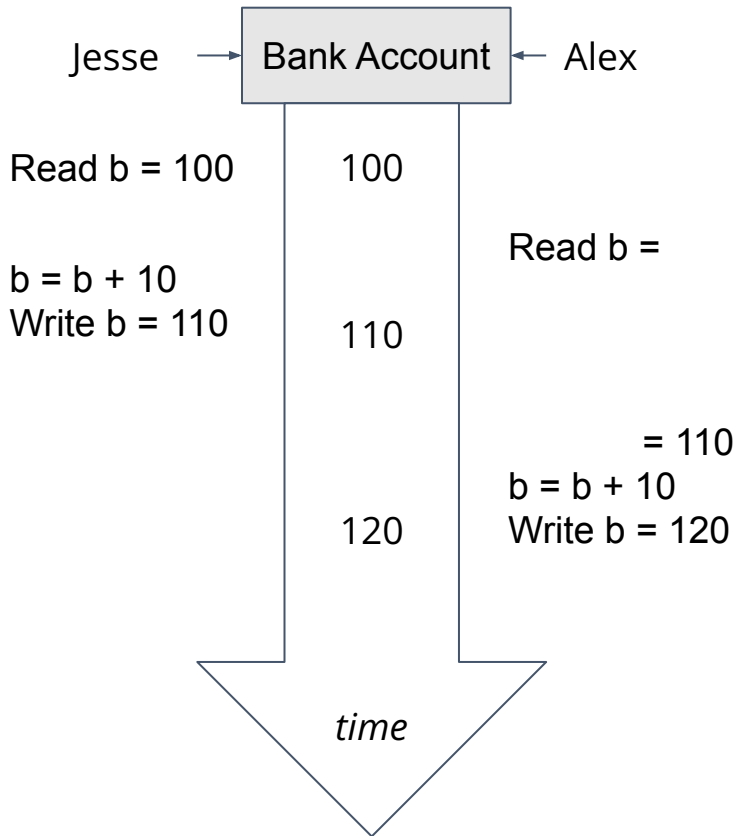 Jesse
Bank Account
Alex
Read b = 100
100
Read b =
b = b + 10
Write b = 110
110
= 110
b = b + 10
Write b = 120
120
time